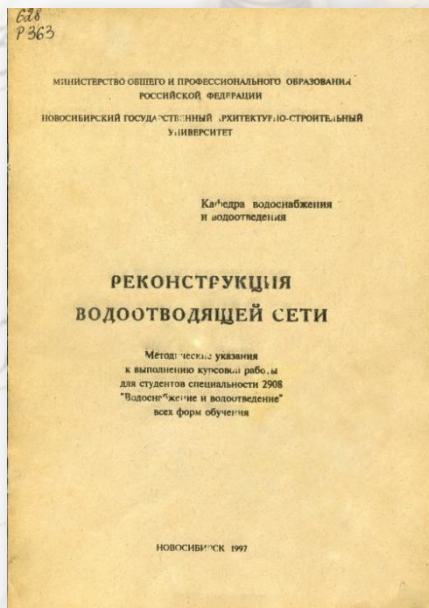 628
Р363
МИНИСТЕРСТВО ОБЩЕГО И ПРОФЕССИОНАЛЬНОГО ОБРАЗОВАНИЯ
РОССИЙСКОЙ ФЕДЕРАЦИИ
НОВОСИБИРСКИЙ ГОСУДАРСТВЕННЫЙ АРХИТЕКТУРНО-СТРОИТЕЛЬНЫЙ
УНИВЕРСИТЕТ
Кафедра водоснабжения
и водоотведения
РЕКОНСТРУКЦИЯ
ВОДООТВОДЯЩЕЙ СЕТИ
Методические указания
к выполнению курсовой работы
для студентов специальности 2908
"Водоснабжение и водоотведение"
всех форм обучения
НОВОСИБИРСК 1997